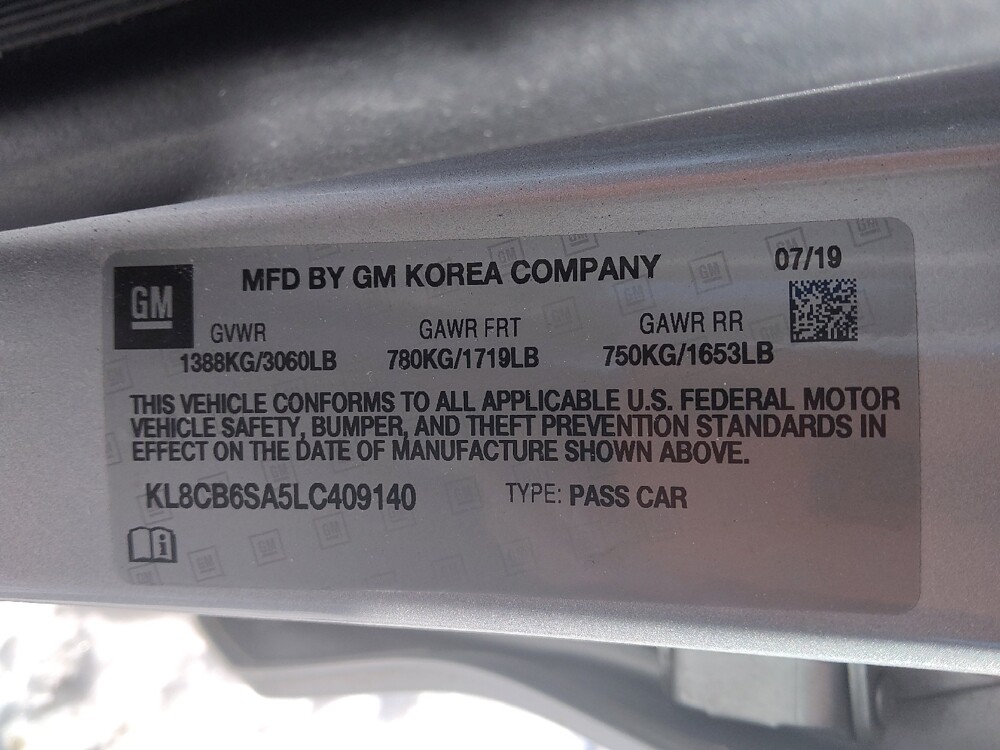 GM
MFD BY GM KOREA COMPANY
07/19
GVWR GAWR FRT GAWR RR
1388KG/3060LB 780KG/1719LB 750KG/1653LB
THIS VEHICLE CONFORMS TO ALL APPLICABLE U.S. FEDERAL MOTOR
VEHICLE SAFETY, BUMPER, AND THEFT PREVENTION STANDARDS IN
EFFECT ON THE DATE OF MANUFACTURE SHOWN ABOVE.
KL8CB6SA5LC409140 TYPE: PASS CAR